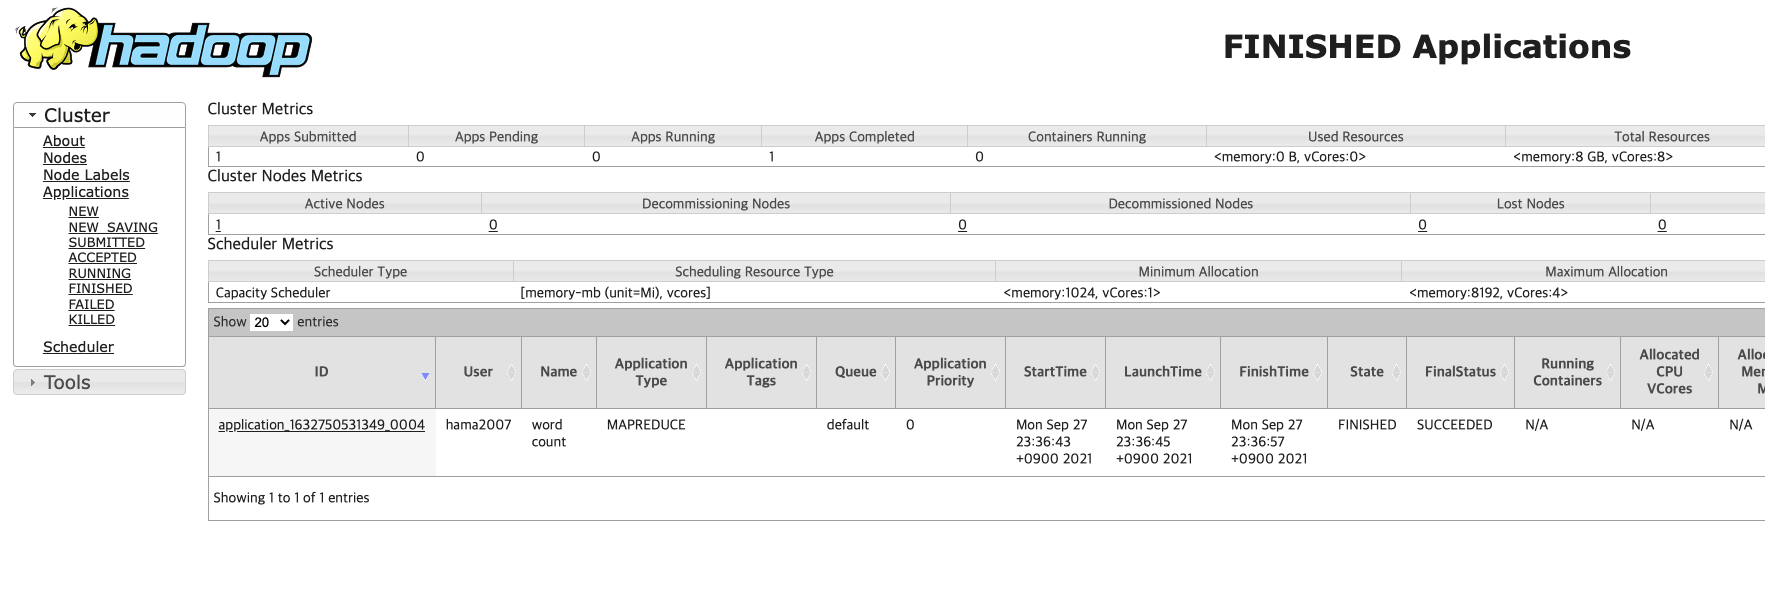 hadoop
FINISHED Applications
Cluster
About
Nodes
Node Labels
Applications
NEW
NEW_SAVING
SUBMITTED
ACCEPTED
RUNNING
FINISHED
FAILED
KILLED
Scheduler
Tools
Cluster Metrics
Apps Submitted Apps Pending Apps Running Apps Completed Containers Running Used Resources Total Resources
1 0 0 1 0 <memory:0 B, vCores:0> <memory:8 GB, vCores:8>
Cluster Nodes Metrics
Active Nodes Decommissioning Nodes Decommissioned Nodes Lost Nodes
1 0 0 0 0
Scheduler Metrics
Scheduler Type Scheduling Resource Type Minimum Allocation Maximum Allocation
Capacity Scheduler [memory-mb (unit=Mi), vcores] <memory:1024, vCores:1> <memory:8192, vCores:4>
Show 20 entries
ID User Name Application Type Application Tags Queue Application Priority StartTime LaunchTime FinishTime State FinalStatus Running Containers Allocated CPU VCores
application_1632750531349_0004 hama2007 word count MAPREDUCE default 0 Mon Sep 27 23:36:43 +0900 2021 Mon Sep 27 23:36:45 +0900 2021 Mon Sep 27 23:36:57 +0900 2021 FINISHED SUCCEEDED N/A N/A N/A
Showing 1 to 1 of 1 entries